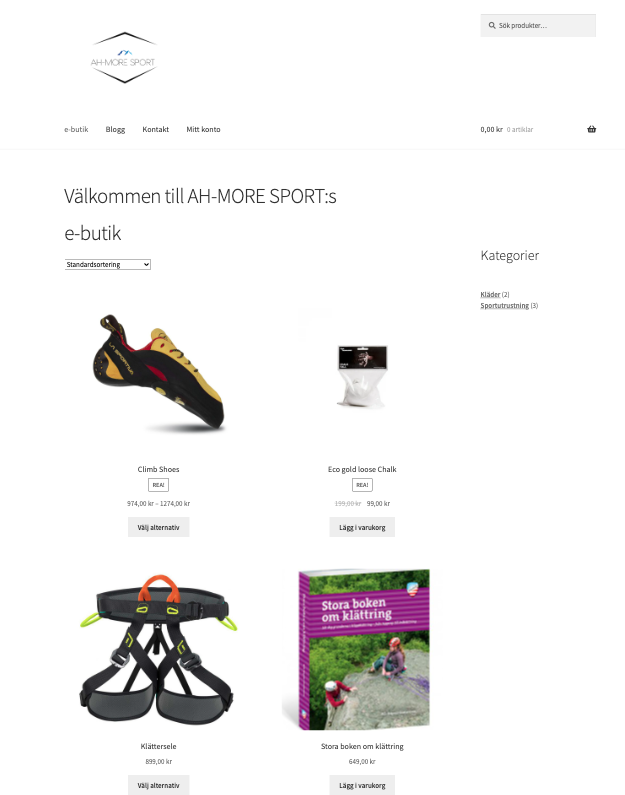 Sök produkter…
AH-MORE SPORT
e-butik Blogg Kontakt Mitt konto
0,00 kr 0 artiklar
Välkommen till AH-MORE SPORT:s
e-butik
Standardsortering
Kategorier
Kläder (2)
Sportutrustning (3)
LA SPORTIVA
Climb Shoes
REA!
974,00 kr – 1274,00 kr
Välj alternativ
Eco gold loose Chalk
REA!
199,00 kr 99,00 kr
Lägg i varukorg
Stora boken
om klättring
Klättersele
899,00 kr
Välj alternativ
Stora boken om klättring
649,00 kr
Lägg i varukorg